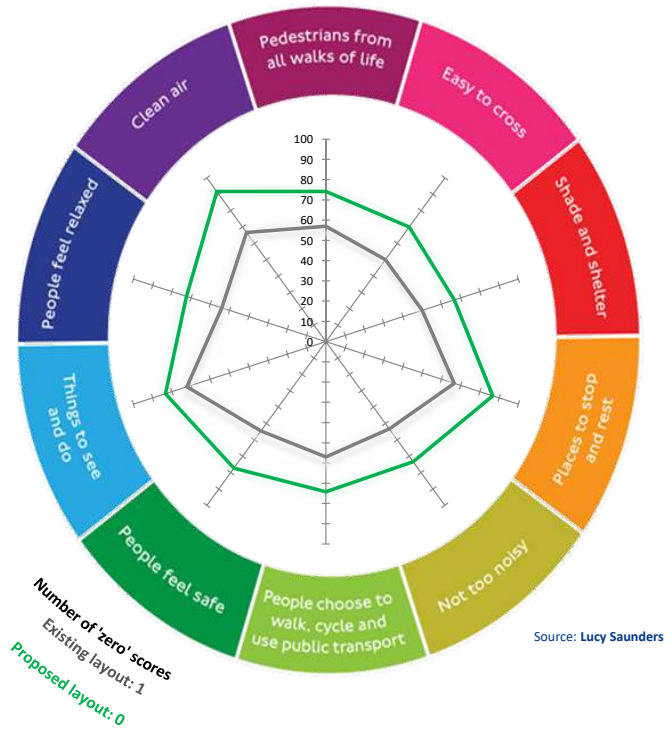 Pedestrians from
all walks of life
Easy to cross
Shade and shelter
Places to stop
and rest
Not too noisy
People choose to
walk, cycle and
use public transport
People feel safe
Things to see
and do
People feel relaxed
Clean air
100
90
80
70
60
50
40
30
20
10
0
Number of 'zero' scores
Existing layout: 1
Proposed layout: 0
Source: Lucy Saunders